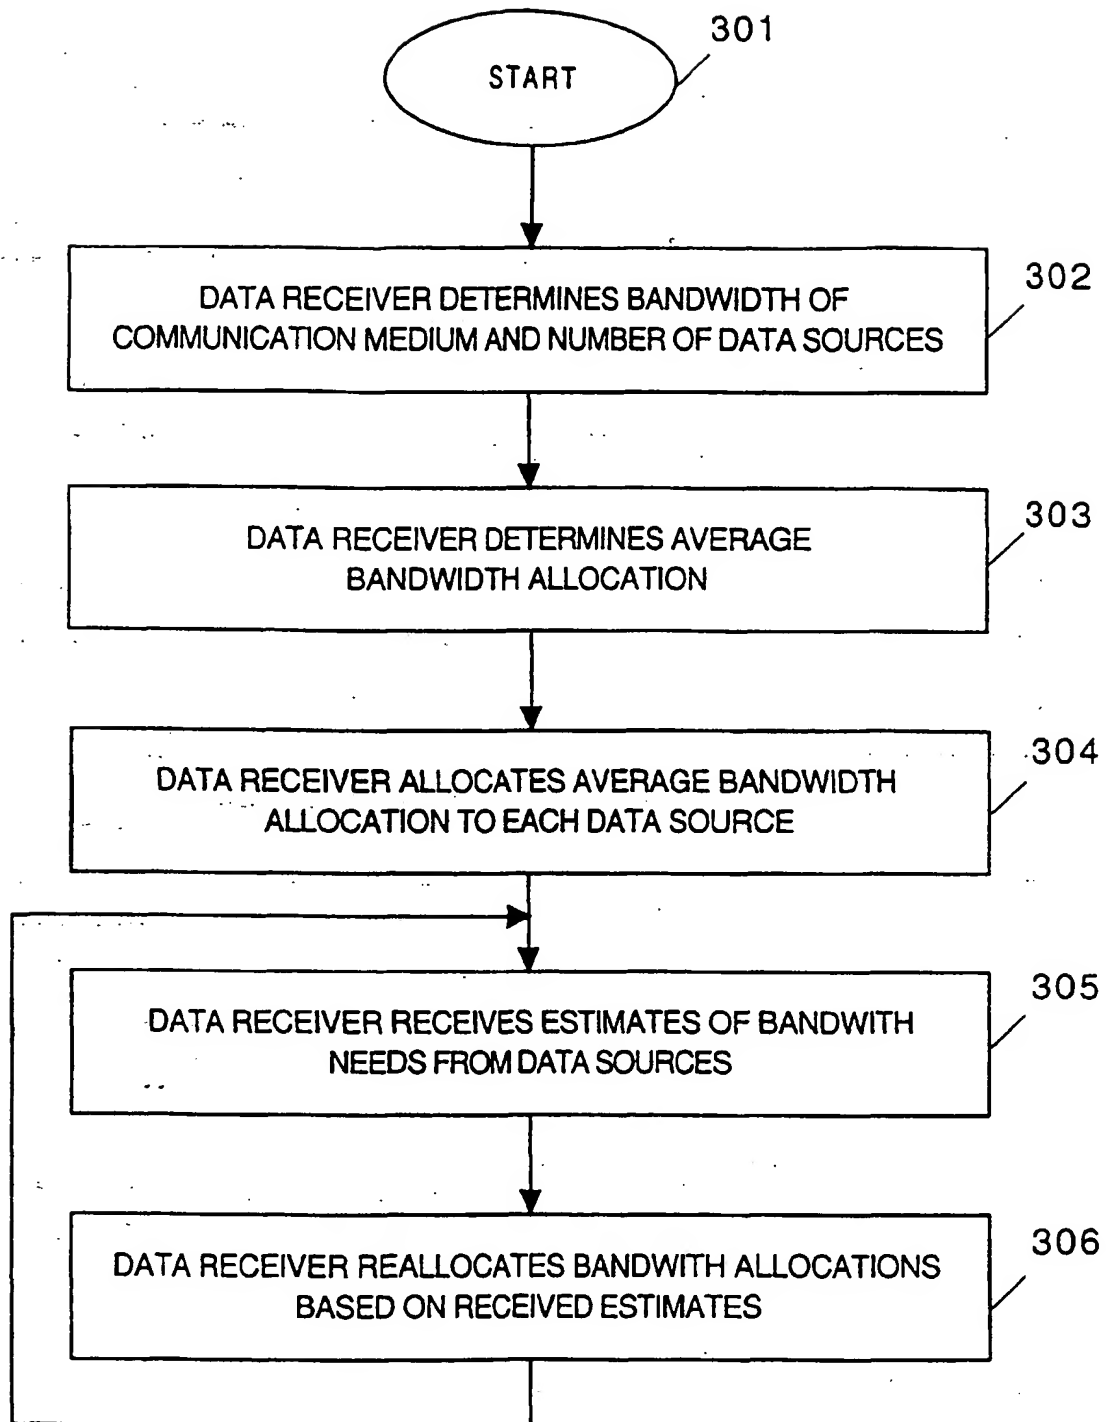 START
301
DATA RECEIVER DETERMINES BANDWIDTH OF
COMMUNICATION MEDIUM AND NUMBER OF DATA SOURCES
302
DATA RECEIVER DETERMINES AVERAGE
BANDWIDTH ALLOCATION
303
DATA RECEIVER ALLOCATES AVERAGE BANDWIDTH
ALLOCATION TO EACH DATA SOURCE
304
DATA RECEIVER RECEIVES ESTIMATES OF BANDWITH
NEEDS FROM DATA SOURCES
305
DATA RECEIVER REALLOCATES BANDWITH ALLOCATIONS
BASED ON RECEIVED ESTIMATES
306